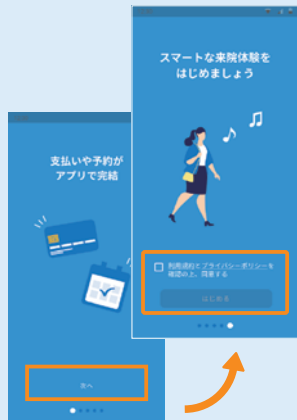 支払いや予約が
アプリで完結
次へ
スマートな来院体験を
はじめましょう
利用規約とプライバシーポリシーを
確認の上、同意する
はじめる